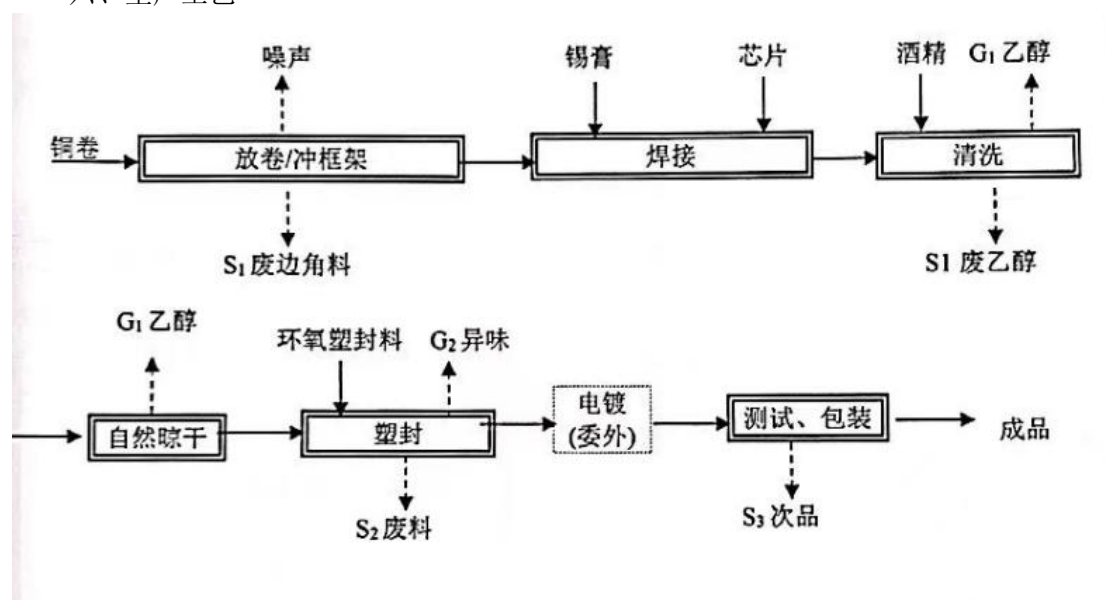 噪声
锡膏
芯片
酒精
G₁乙醇
铜卷
放卷/冲框架
焊接
清洗
S₁废边角料
S1废乙醇
G₁乙醇
环氧塑封料
G₂异味
自然晾干
塑封
电镀
(委外)
测试、包装
成品
S₂废料
S₃次品